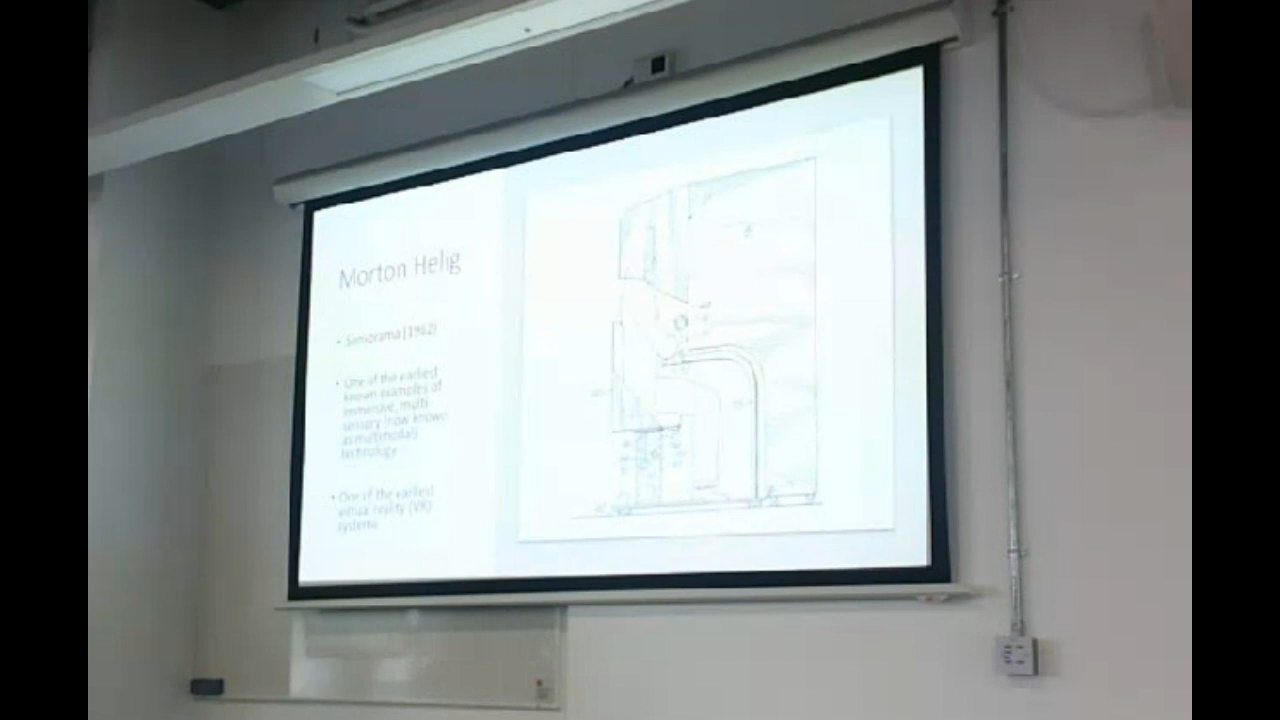 Morton Helig
• Sensorama (1962)
• One of the earliest
known examples of
immersive, multi
sensory (now known
as multimodal)
technology
• One of the earliest
virtual reality (VR)
systems